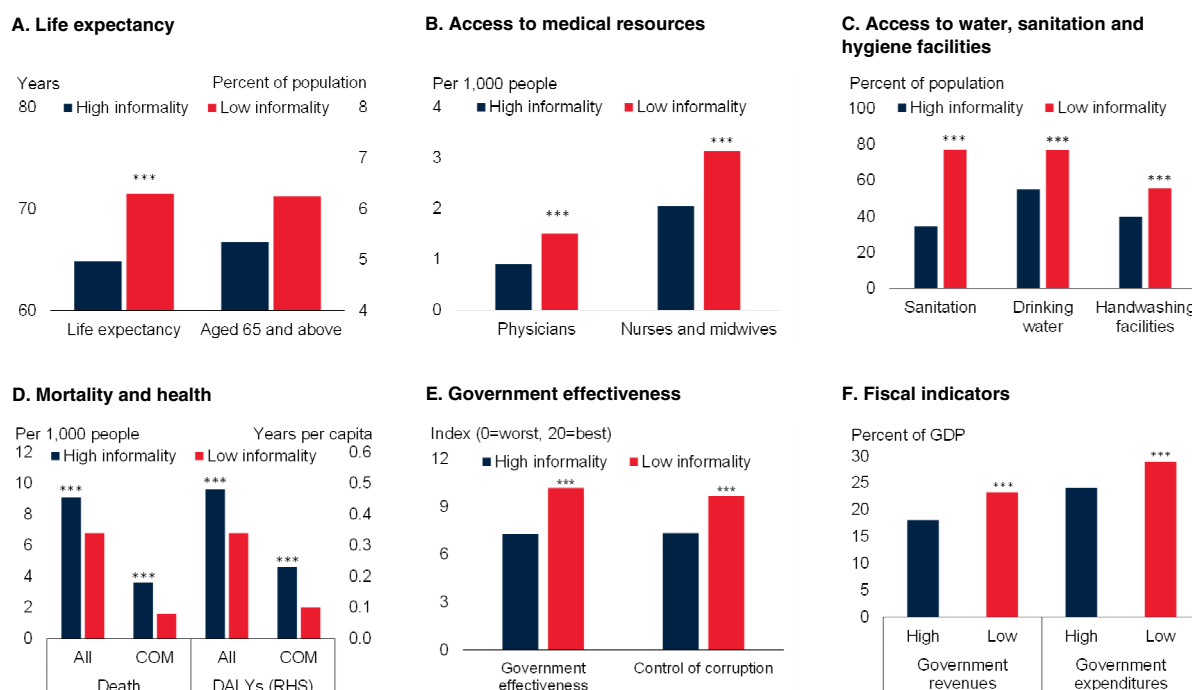 A. Life expectancy
Years
Percent of population
High informality
Low informality
80
70
60
8
7
6
5
4
***
Life expectancy
Aged 65 and above
B. Access to medical resources
Per 1,000 people
High informality
Low informality
4
3
2
1
0
***
***
Physicians
Nurses and midwives
C. Access to water, sanitation and
hygiene facilities
Percent of population
High informality
Low informality
100
80
60
40
20
0
***
***
***
Sanitation
Drinking
water
Handwashing
facilities
D. Mortality and health
Per 1,000 people
Years per capita
High informality
Low informality
12
10
8
6
4
2
0
0.6
0.5
0.4
0.3
0.2
0.1
0.0
***
***
***
***
All
COM
All
COM
Death
DALYs (RHS)
E. Government effectiveness
Index (0=worst, 20=best)
High informality
Low informality
12
9
6
3
0
***
***
Government
effectiveness
Control of corruption
F. Fiscal indicators
Percent of GDP
30
25
20
15
10
5
0
***
***
High
Low
High
Low
Government
revenues
Government
expenditures